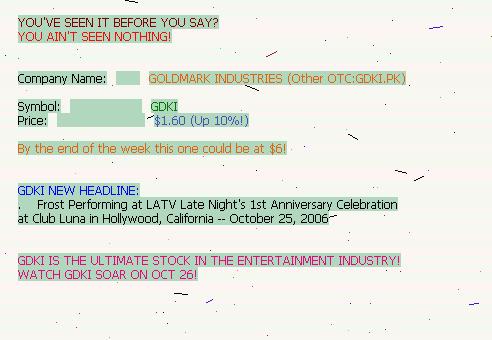 YOU'VE SEEN IT BEFORE YOU SAY?
YOU AIN'T SEEN NOTHING!
Company Name: GOLDMARK INDUSTRIES (Other OTC:GDKI.PK)
Symbol: GDKI
Price: $1.60 (Up 10%!)
By the end of the week this one could be at $6!
GDKI NEW HEADLINE:
. Frost Performing at LATV Late Night's 1st Anniversary Celebration
at Club Luna in Hollywood, California -- October 25, 2006
GDKI IS THE ULTIMATE STOCK IN THE ENTERTAINMENT INDUSTRY!
WATCH GDKI SOAR ON OCT 26!